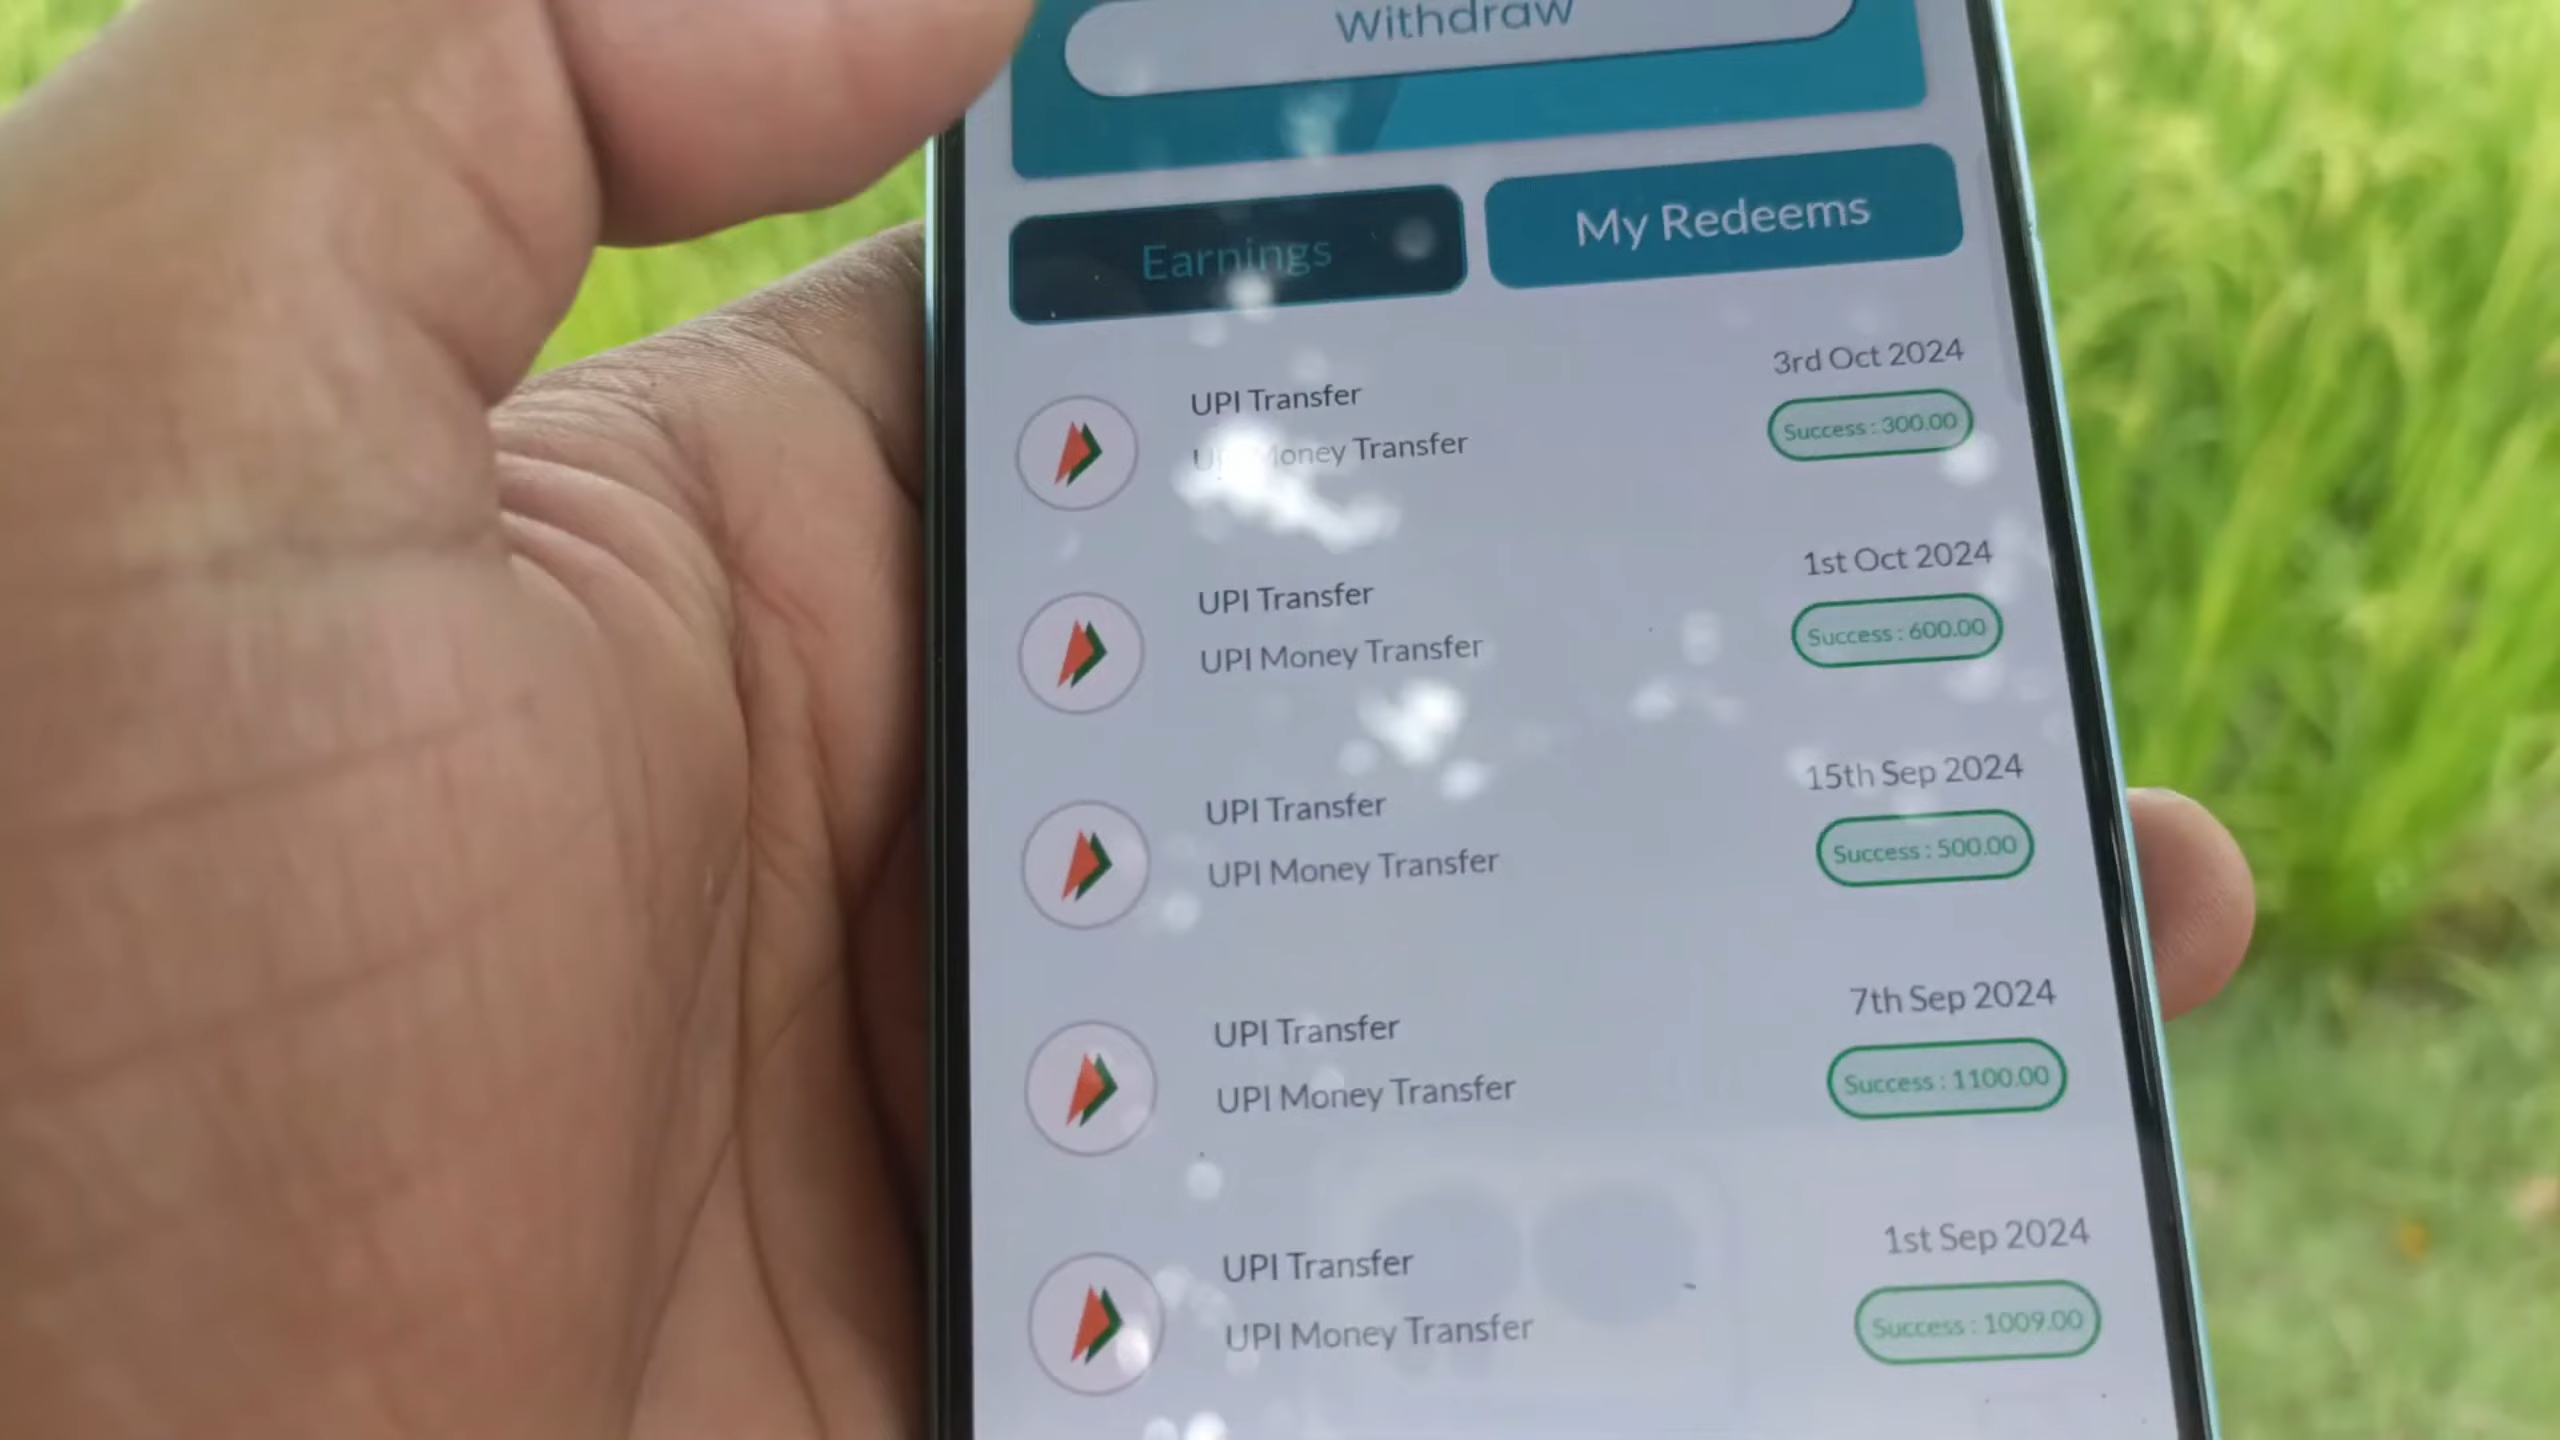 Withdraw
Earnings
My Redeems
UPI Transfer
3rd Oct 2024
Money Transfer
Success : 300.00
UPI Transfer
1st Oct 2024
UPI Money Transfer
Success : 600.00
UPI Transfer
15th Sep 2024
UPI Money Transfer
Success : 500.00
UPI Transfer
7th Sep 2024
UPI Money Transfer
Success : 1100.00
UPI Transfer
1st Sep 2024
UPI Money Transfer
Success : 1009.00